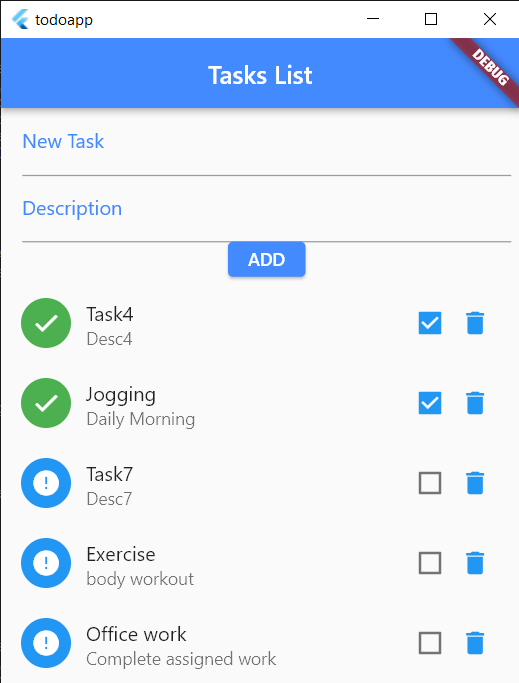 todoapp
Tasks List
DEBUG
New Task
Description
ADD
Task4
Desc4
Jogging
Daily Morning
Task7
Desc7
Exercise
body workout
Office work
Complete assigned work